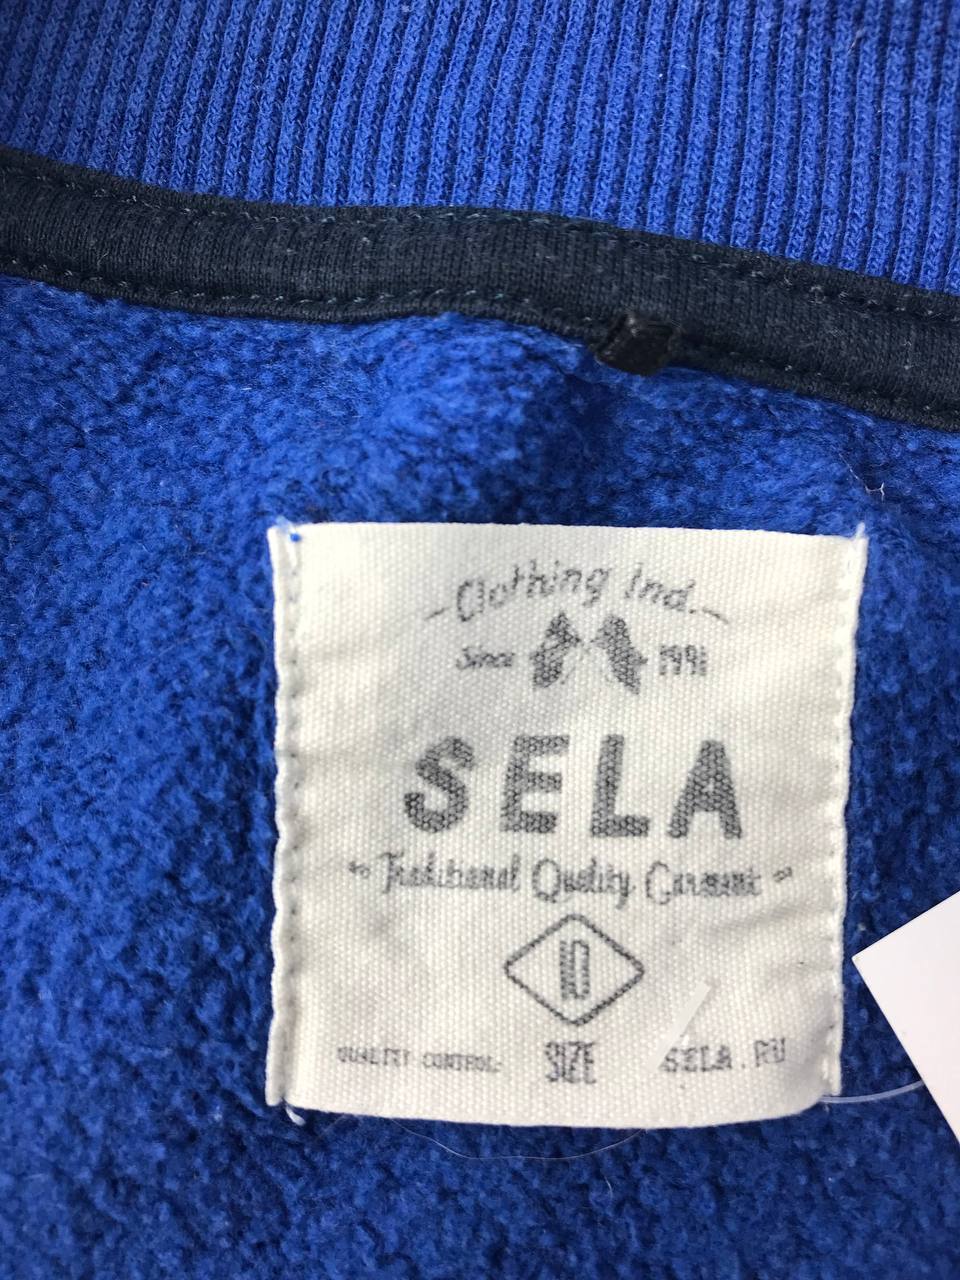 Clothing Ind.
Since 1991
SELA
Traditional Quality Garment
10
QUALITY CONTROL. SIZE SELA.RU